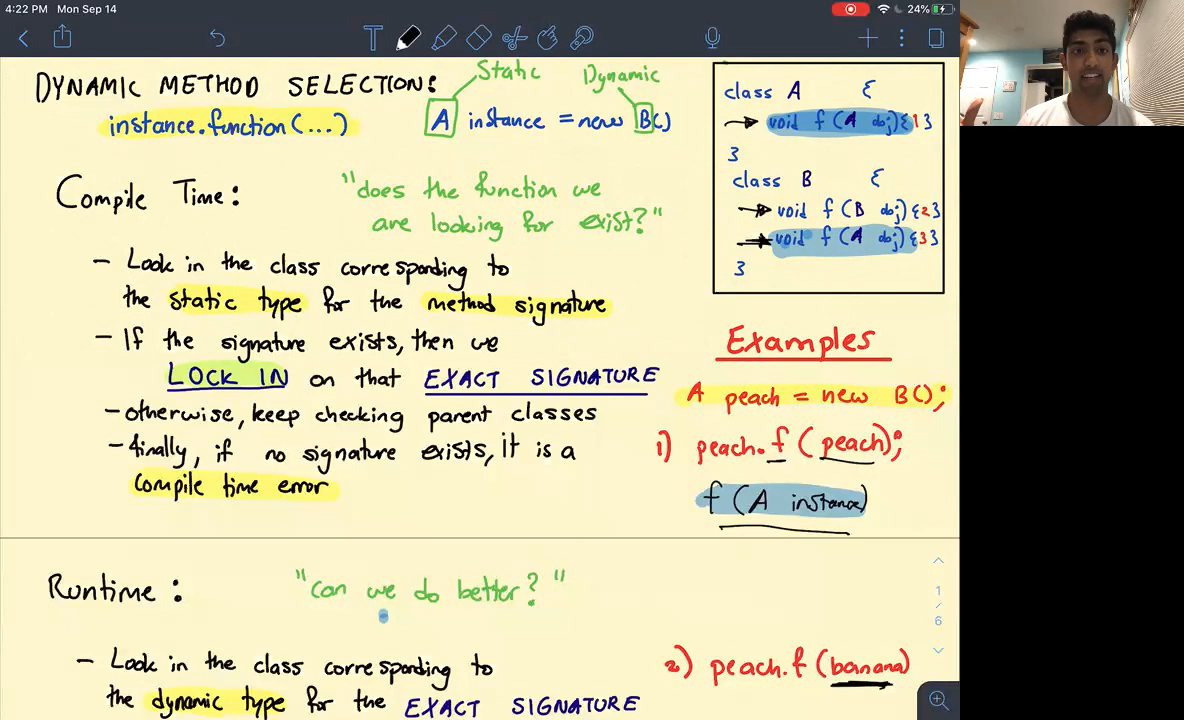 4:22 PM Mon Sep 14
24%
DYNAMIC METHOD SELECTION:
instance.function(...)
Static
Dynamic
A instance = new B()
Compile Time:
"does the function we
are looking for exist?"
- Look in the class corresponding to
the static type for the method signature
- If the signature exists, then we
LOCK IN on that EXACT SIGNATURE
- otherwise, keep checking parent classes
- finally, if no signature exists, it is a
compile time error
class A {
→ void f (A obj) {1}
}
class B {
→ void f (B obj) {2}
→ void f (A obj) {3}
}
Examples
A peach = new B();
1) peach.f (peach);
f (A instance)
Runtime:
"can we do better?"
- Look in the class corresponding to
the dynamic type for the EXACT SIGNATURE
2) peach.f (banana)
1
/
6